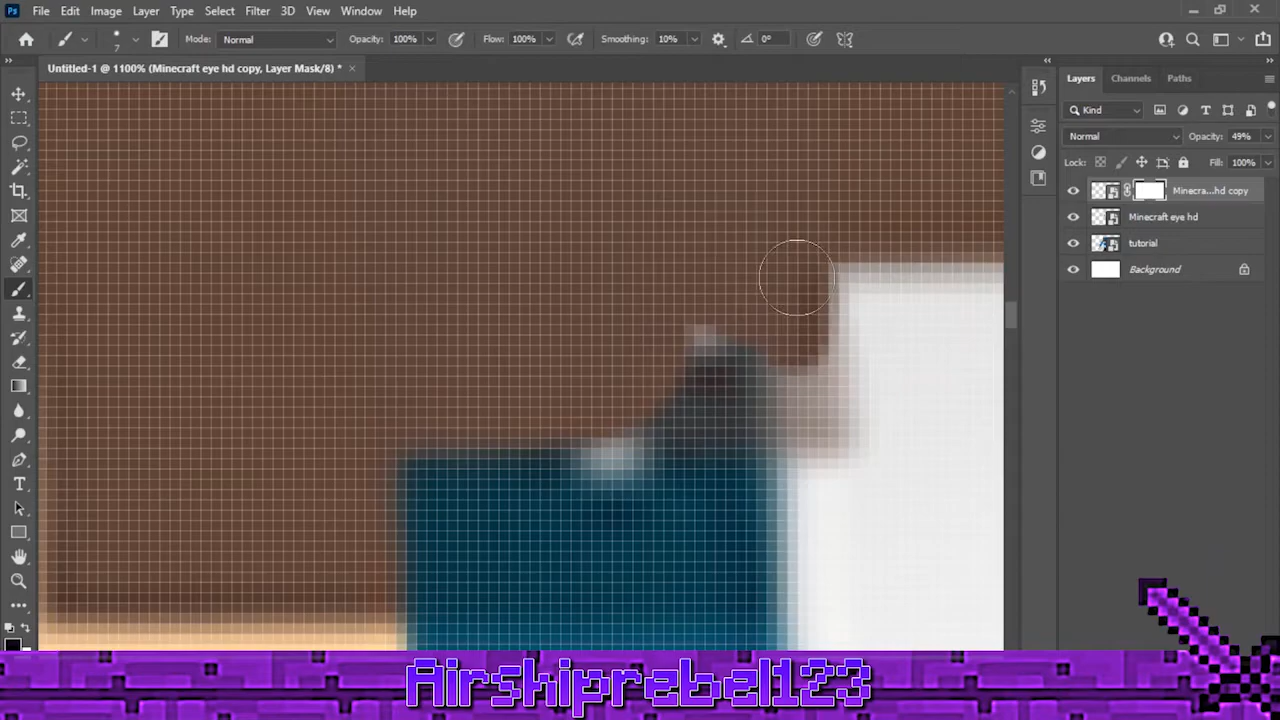 Ps File Edit Image Layer Type Select Filter 3D View Window Help
7 Mode: Normal Opacity: 100% Flow: 100% Smoothing: 10% 0°
Untitled-1 @ 1100% (Minecraft eye hd copy, Layer Mask/8) *
Layers Channels Paths
Kind
Normal Opacity: 49%
Lock: Fill: 100%
Minecra...hd copy
Minecraft eye hd
tutorial
Background
Airshiprebel123